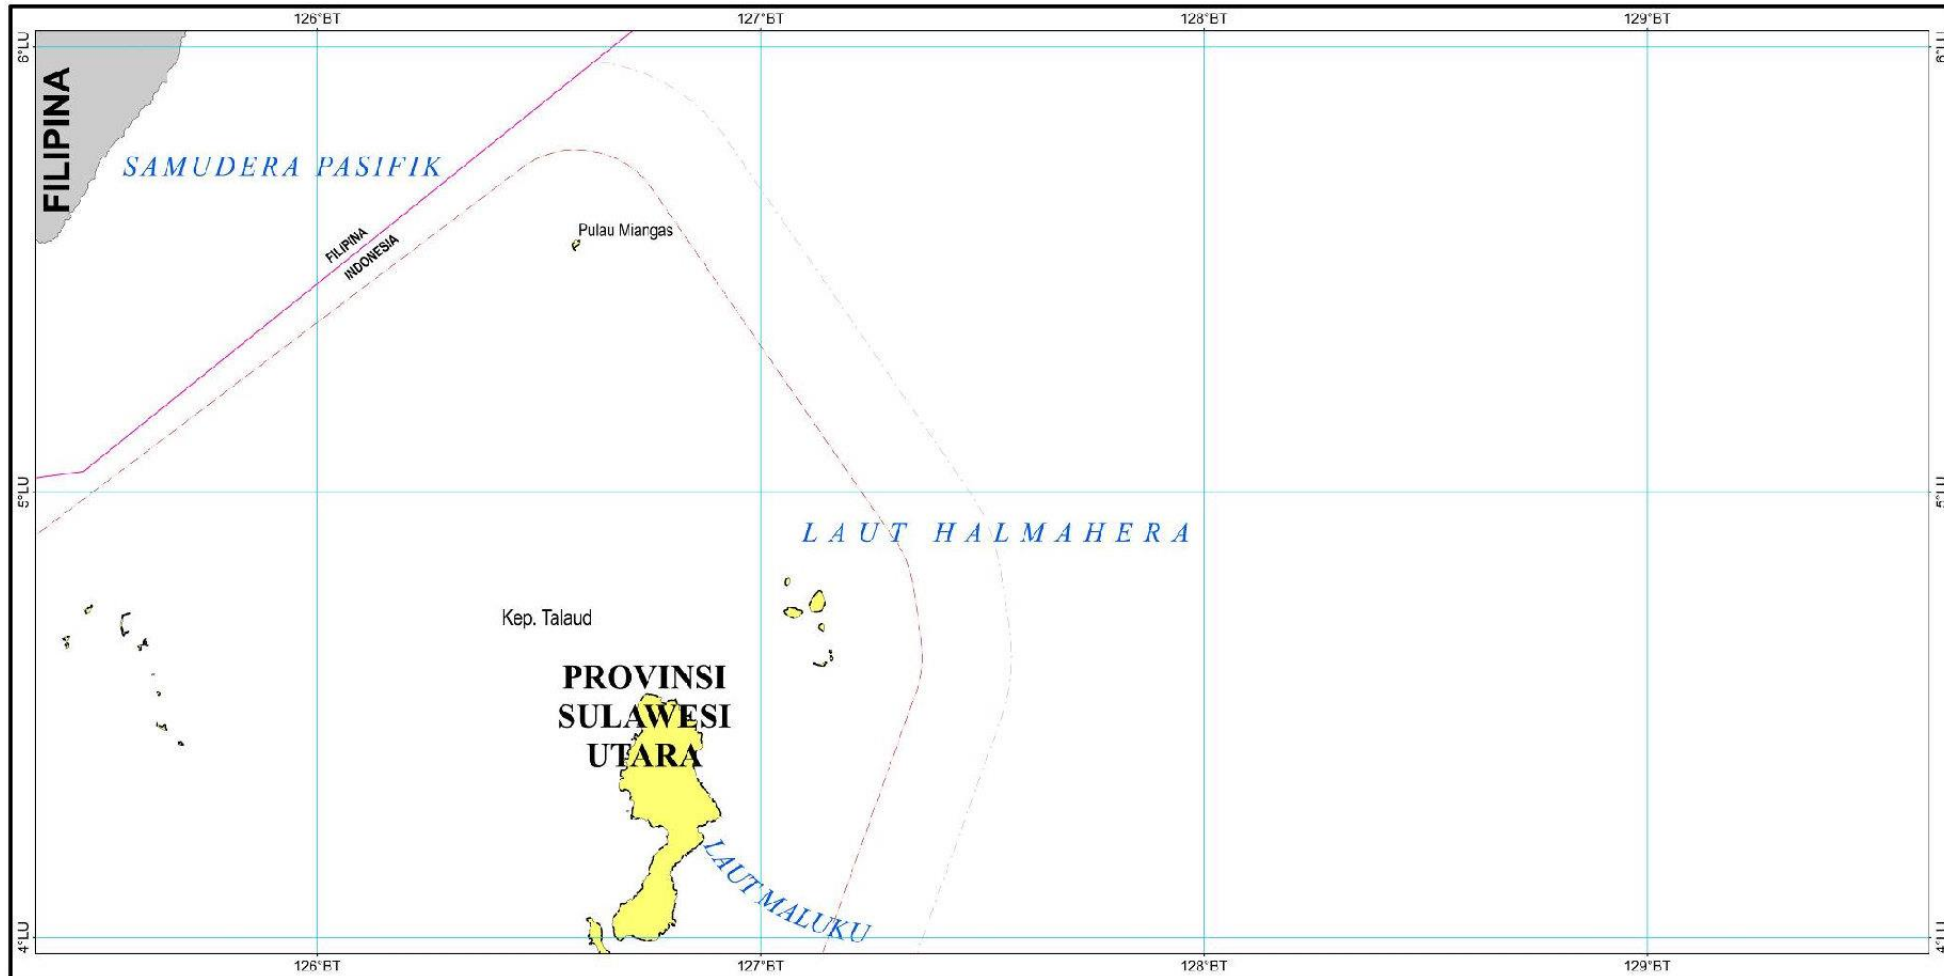 126°BT
127°BT
128°BT
129°BT
6°LU
6°LU
FILIPINA
SAMUDERA PASIFIK
Pulau Miangas
FILIPINA
INDONESIA
5°LU
5°LU
LAUT HALMAHERA
Kep. Talaud
PROVINSI
SULAWESI
UTARA
LAUT MALUKU
4°LU
4°LU
126°BT
127°BT
128°BT
129°BT